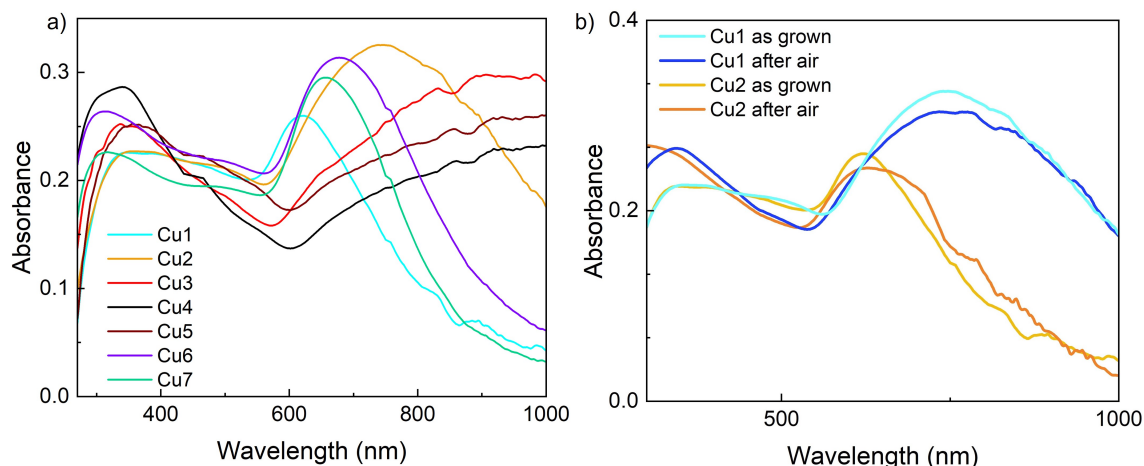 a)
0.3
0.2
0.1
0.0
Absorbance
Cu1
Cu2
Cu3
Cu4
Cu5
Cu6
Cu7
400
600
800
1000
Wavelength (nm)
b)
0.4
0.2
0.0
Absorbance
Cu1 as grown
Cu1 after air
Cu2 as grown
Cu2 after air
500
1000
Wavelength (nm)